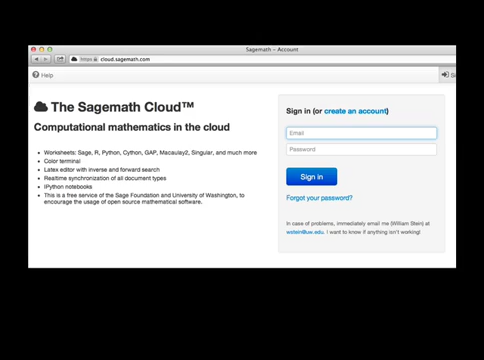 Sagemath – Account
https cloud.sagemath.com
Help
The Sagemath Cloud™
Computational mathematics in the cloud
Worksheets: Sage, R, Python, Cython, GAP, Macaulay2, Singular, and much more
Color terminal
Latex editor with inverse and forward search
Realtime synchronization of all document types
IPython notebooks
This is a free service of the Sage Foundation and University of Washington, to
encourage the usage of open source mathematical software.
Sign in (or create an account)
Email
Password
Sign in
Forgot your password?
In case of problems, immediately email me (William Stein) at
wstein@uw.edu. I want to know if anything isn't working!